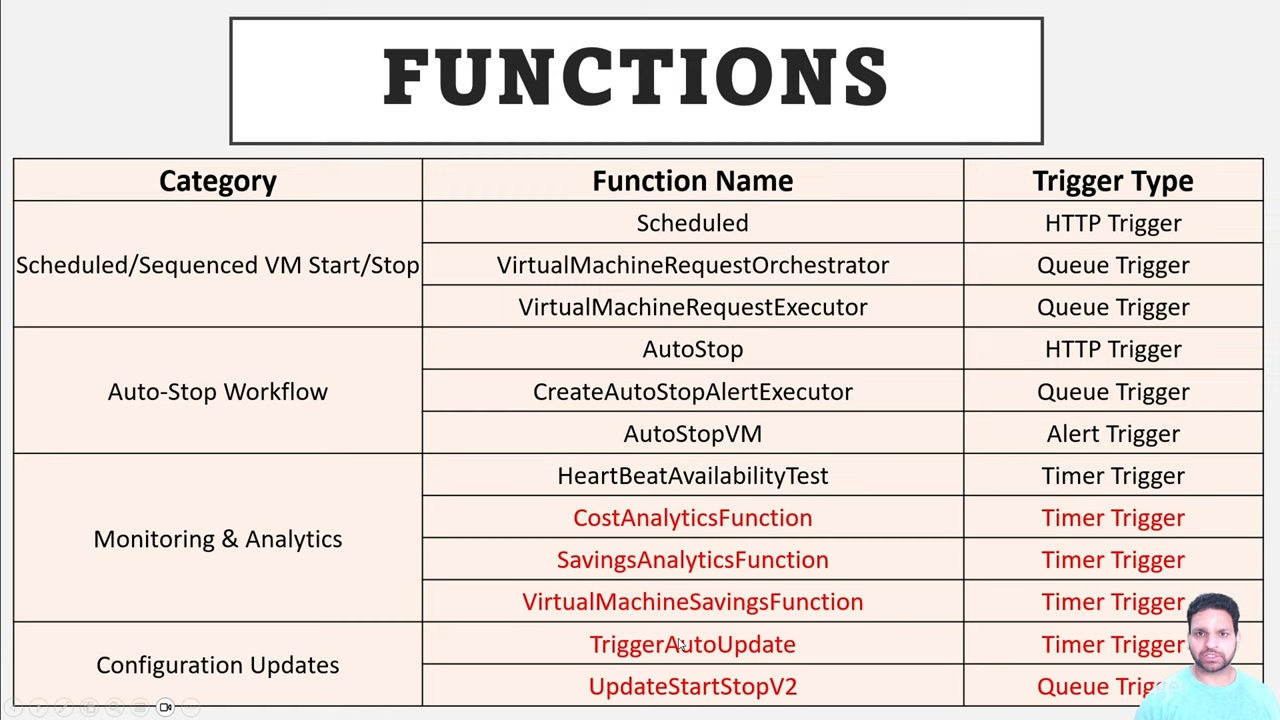 FUNCTIONS
Category Function Name Trigger Type
Scheduled/Sequenced VM Start/Stop
Scheduled HTTP Trigger
VirtualMachineRequestOrchestrator Queue Trigger
VirtualMachineRequestExecutor Queue Trigger
Auto-Stop Workflow
AutoStop HTTP Trigger
CreateAutoStopAlertExecutor Queue Trigger
AutoStopVM Alert Trigger
Monitoring & Analytics
HeartBeatAvailabilityTest Timer Trigger
CostAnalyticsFunction Timer Trigger
SavingsAnalyticsFunction Timer Trigger
VirtualMachineSavingsFunction Timer Trigger
Configuration Updates
TriggerAutoUpdate Timer Trigger
UpdateStartStopV2 Queue Trigger